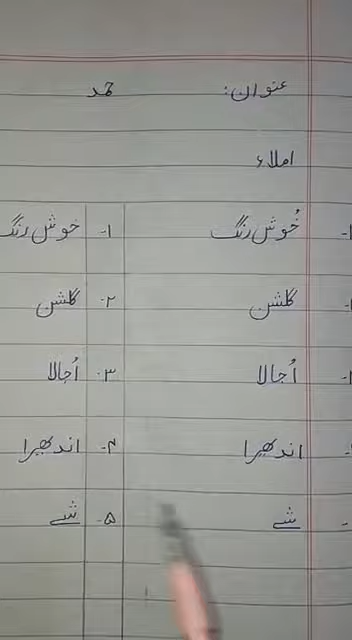 عنوان: حمد
املاء
خُوش رنگ ۱- خوش رنگ
گلشن ۲- گلشن
اُجالا ۳- اُجالا
اندھیرا ۴- اندھیرا
شے ۵- شے